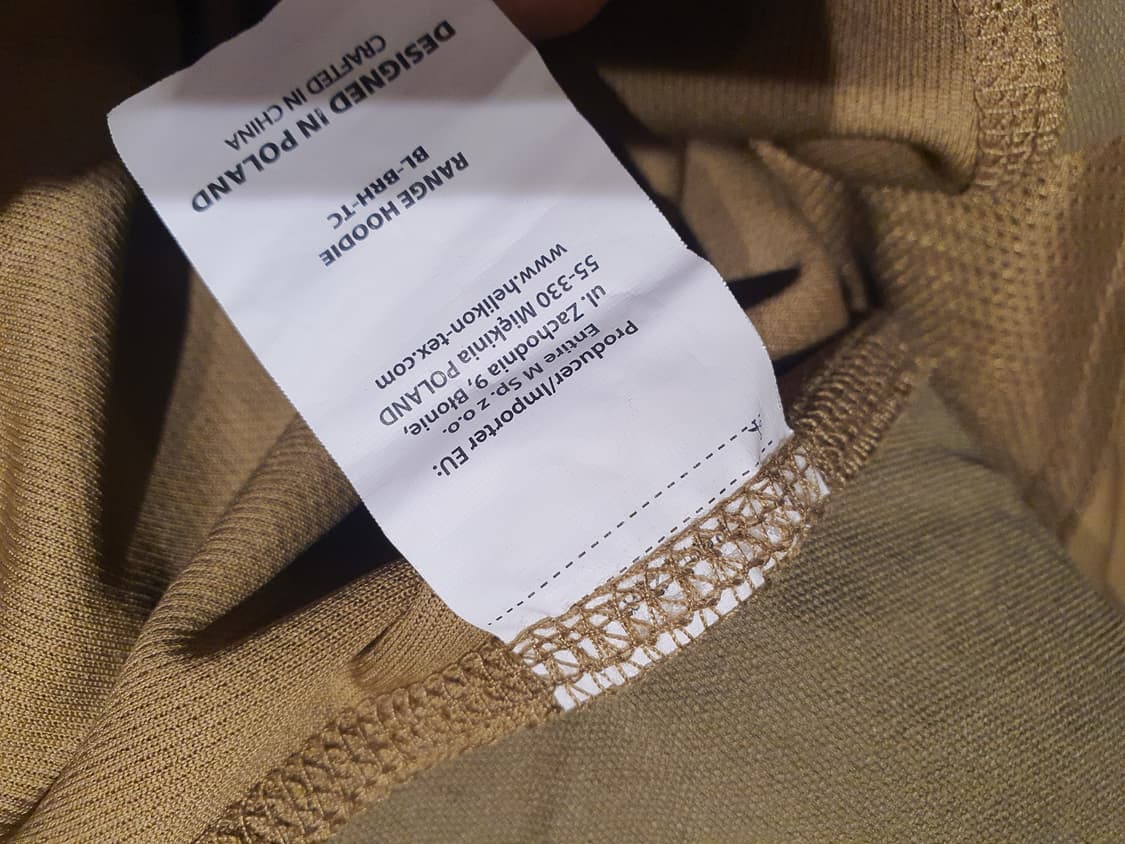 Producer/Importer EU:
Entire M Sp. z o.o.
ul. Zachodnia 9, Błonie,
55-330 Miękinia POLAND
www.helikon-tex.com
RANGE HOODIE
BL-BRH-TC
DESIGNED IN POLAND
CRAFTED IN CHINA